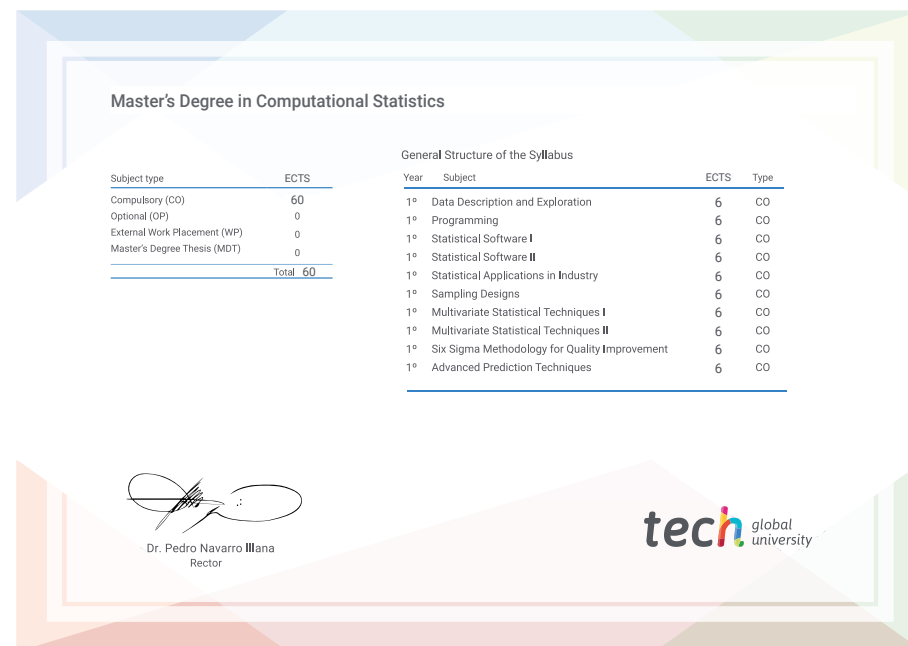 Master's Degree in Computational Statistics
Subject type ECTS
Compulsory (CO) 60
Optional (OP) 0
External Work Placement (WP) 0
Master's Degree Thesis (MDT) 0
Total 60
General Structure of the Syllabus
Year Subject ECTS Type
1º Data Description and Exploration 6 CO
1º Programming 6 CO
1º Statistical Software I 6 CO
1º Statistical Software II 6 CO
1º Statistical Applications in Industry 6 CO
1º Sampling Designs 6 CO
1º Multivariate Statistical Techniques I 6 CO
1º Multivariate Statistical Techniques II 6 CO
1º Six Sigma Methodology for Quality Improvement 6 CO
1º Advanced Prediction Techniques 6 CO
Dr. Pedro Navarro Illana
Rector
tech global university